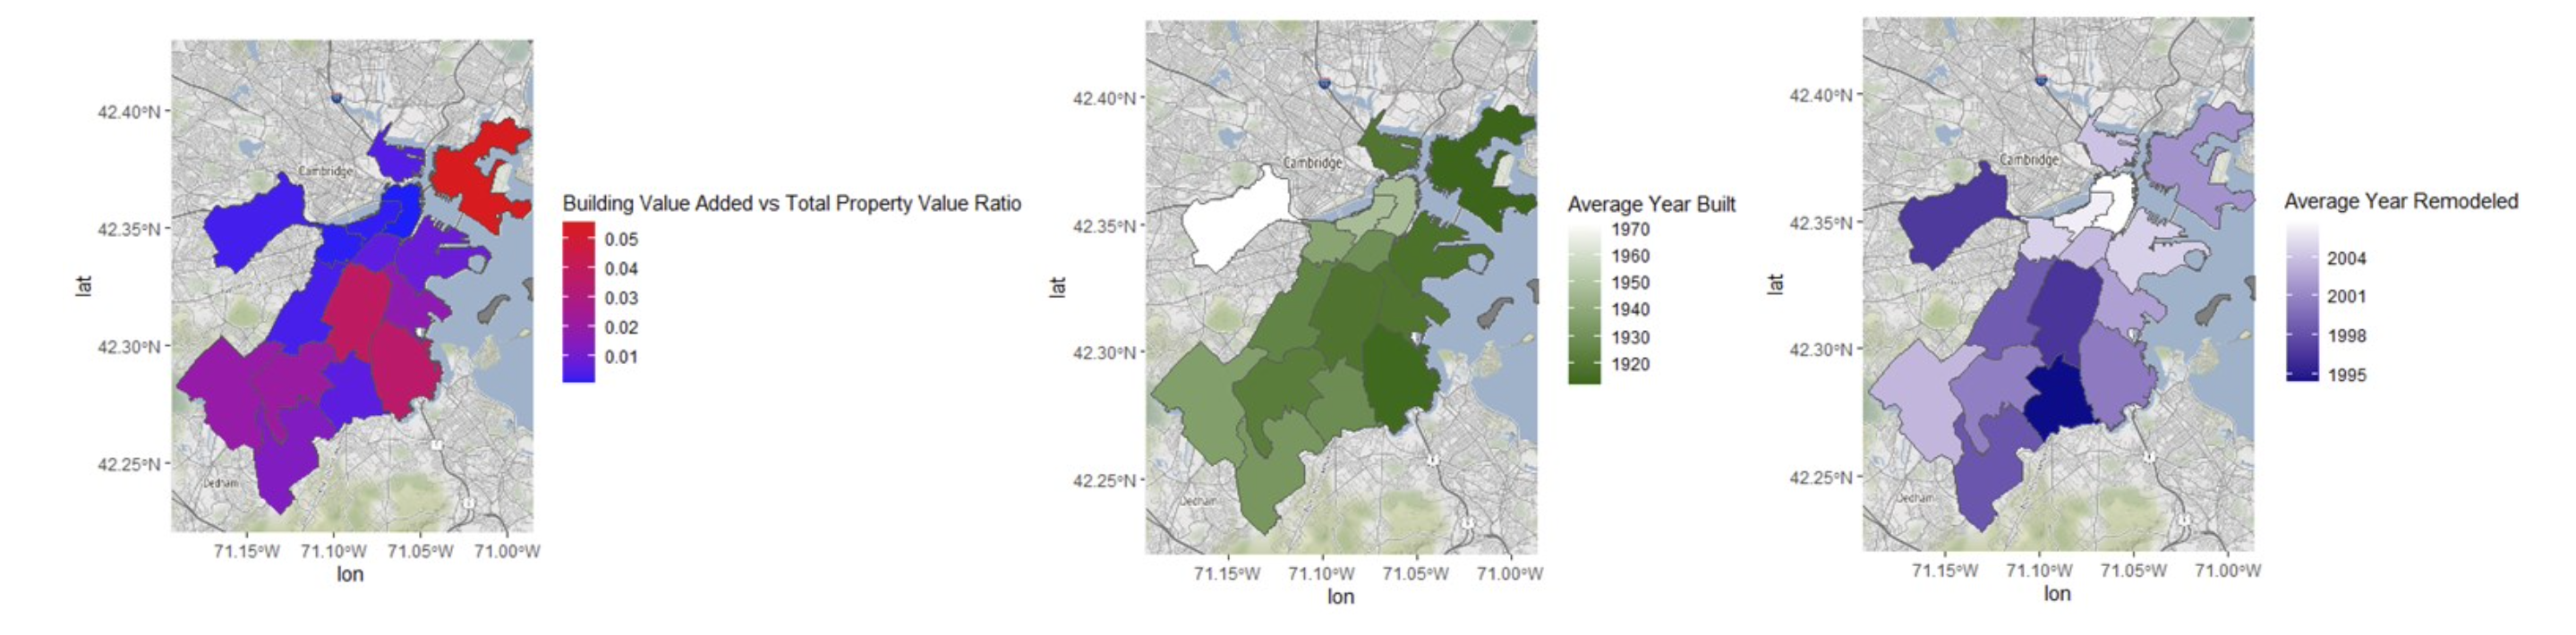 42.40°N
42.35°N
42.30°N
42.25°N
lat
Cambridge
Dedham
71.15°W 71.10°W 71.05°W 71.00°W
lon
Building Value Added vs Total Property Value Ratio
0.05
0.04
0.03
0.02
0.01
42.40°N
42.35°N
42.30°N
42.25°N
lat
Cambridge
Dedham
71.15°W 71.10°W 71.05°W 71.00°W
lon
Average Year Built
1970
1960
1950
1940
1930
1920
42.40°N
42.35°N
42.30°N
42.25°N
lat
Cambridge
Dedham
71.15°W 71.10°W 71.05°W 71.00°W
lon
Average Year Remodeled
2004
2001
1998
1995